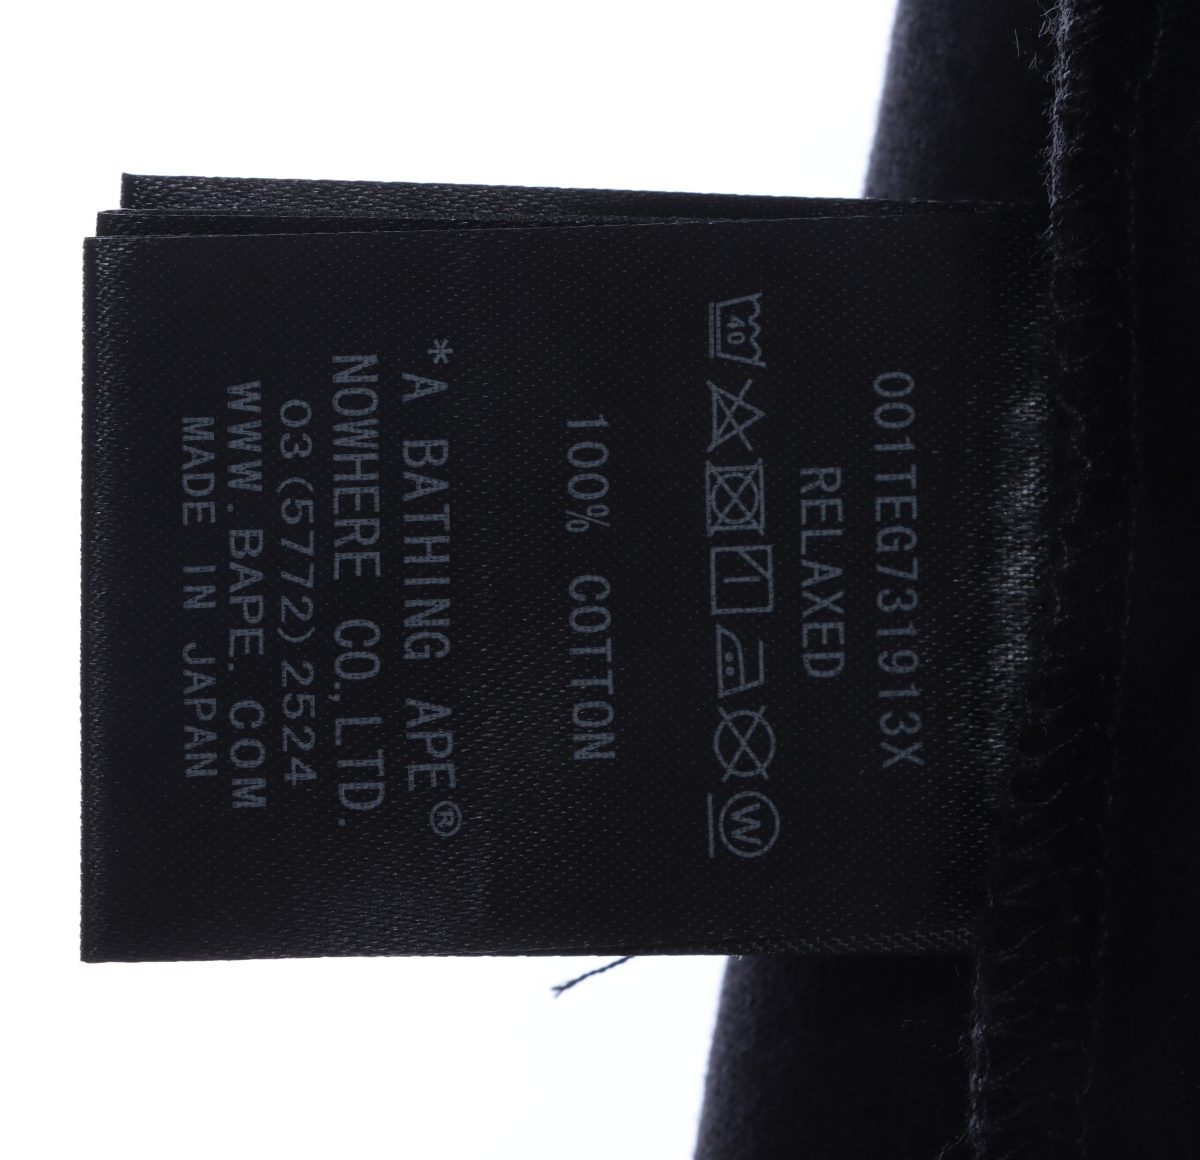 001TEG731913X
RELAXED
40
W
100% COTTON
*A BATHING APE®
NOWHERE CO., LTD.
03(5772)2524
WWW.BAPE.COM
MADE IN JAPAN